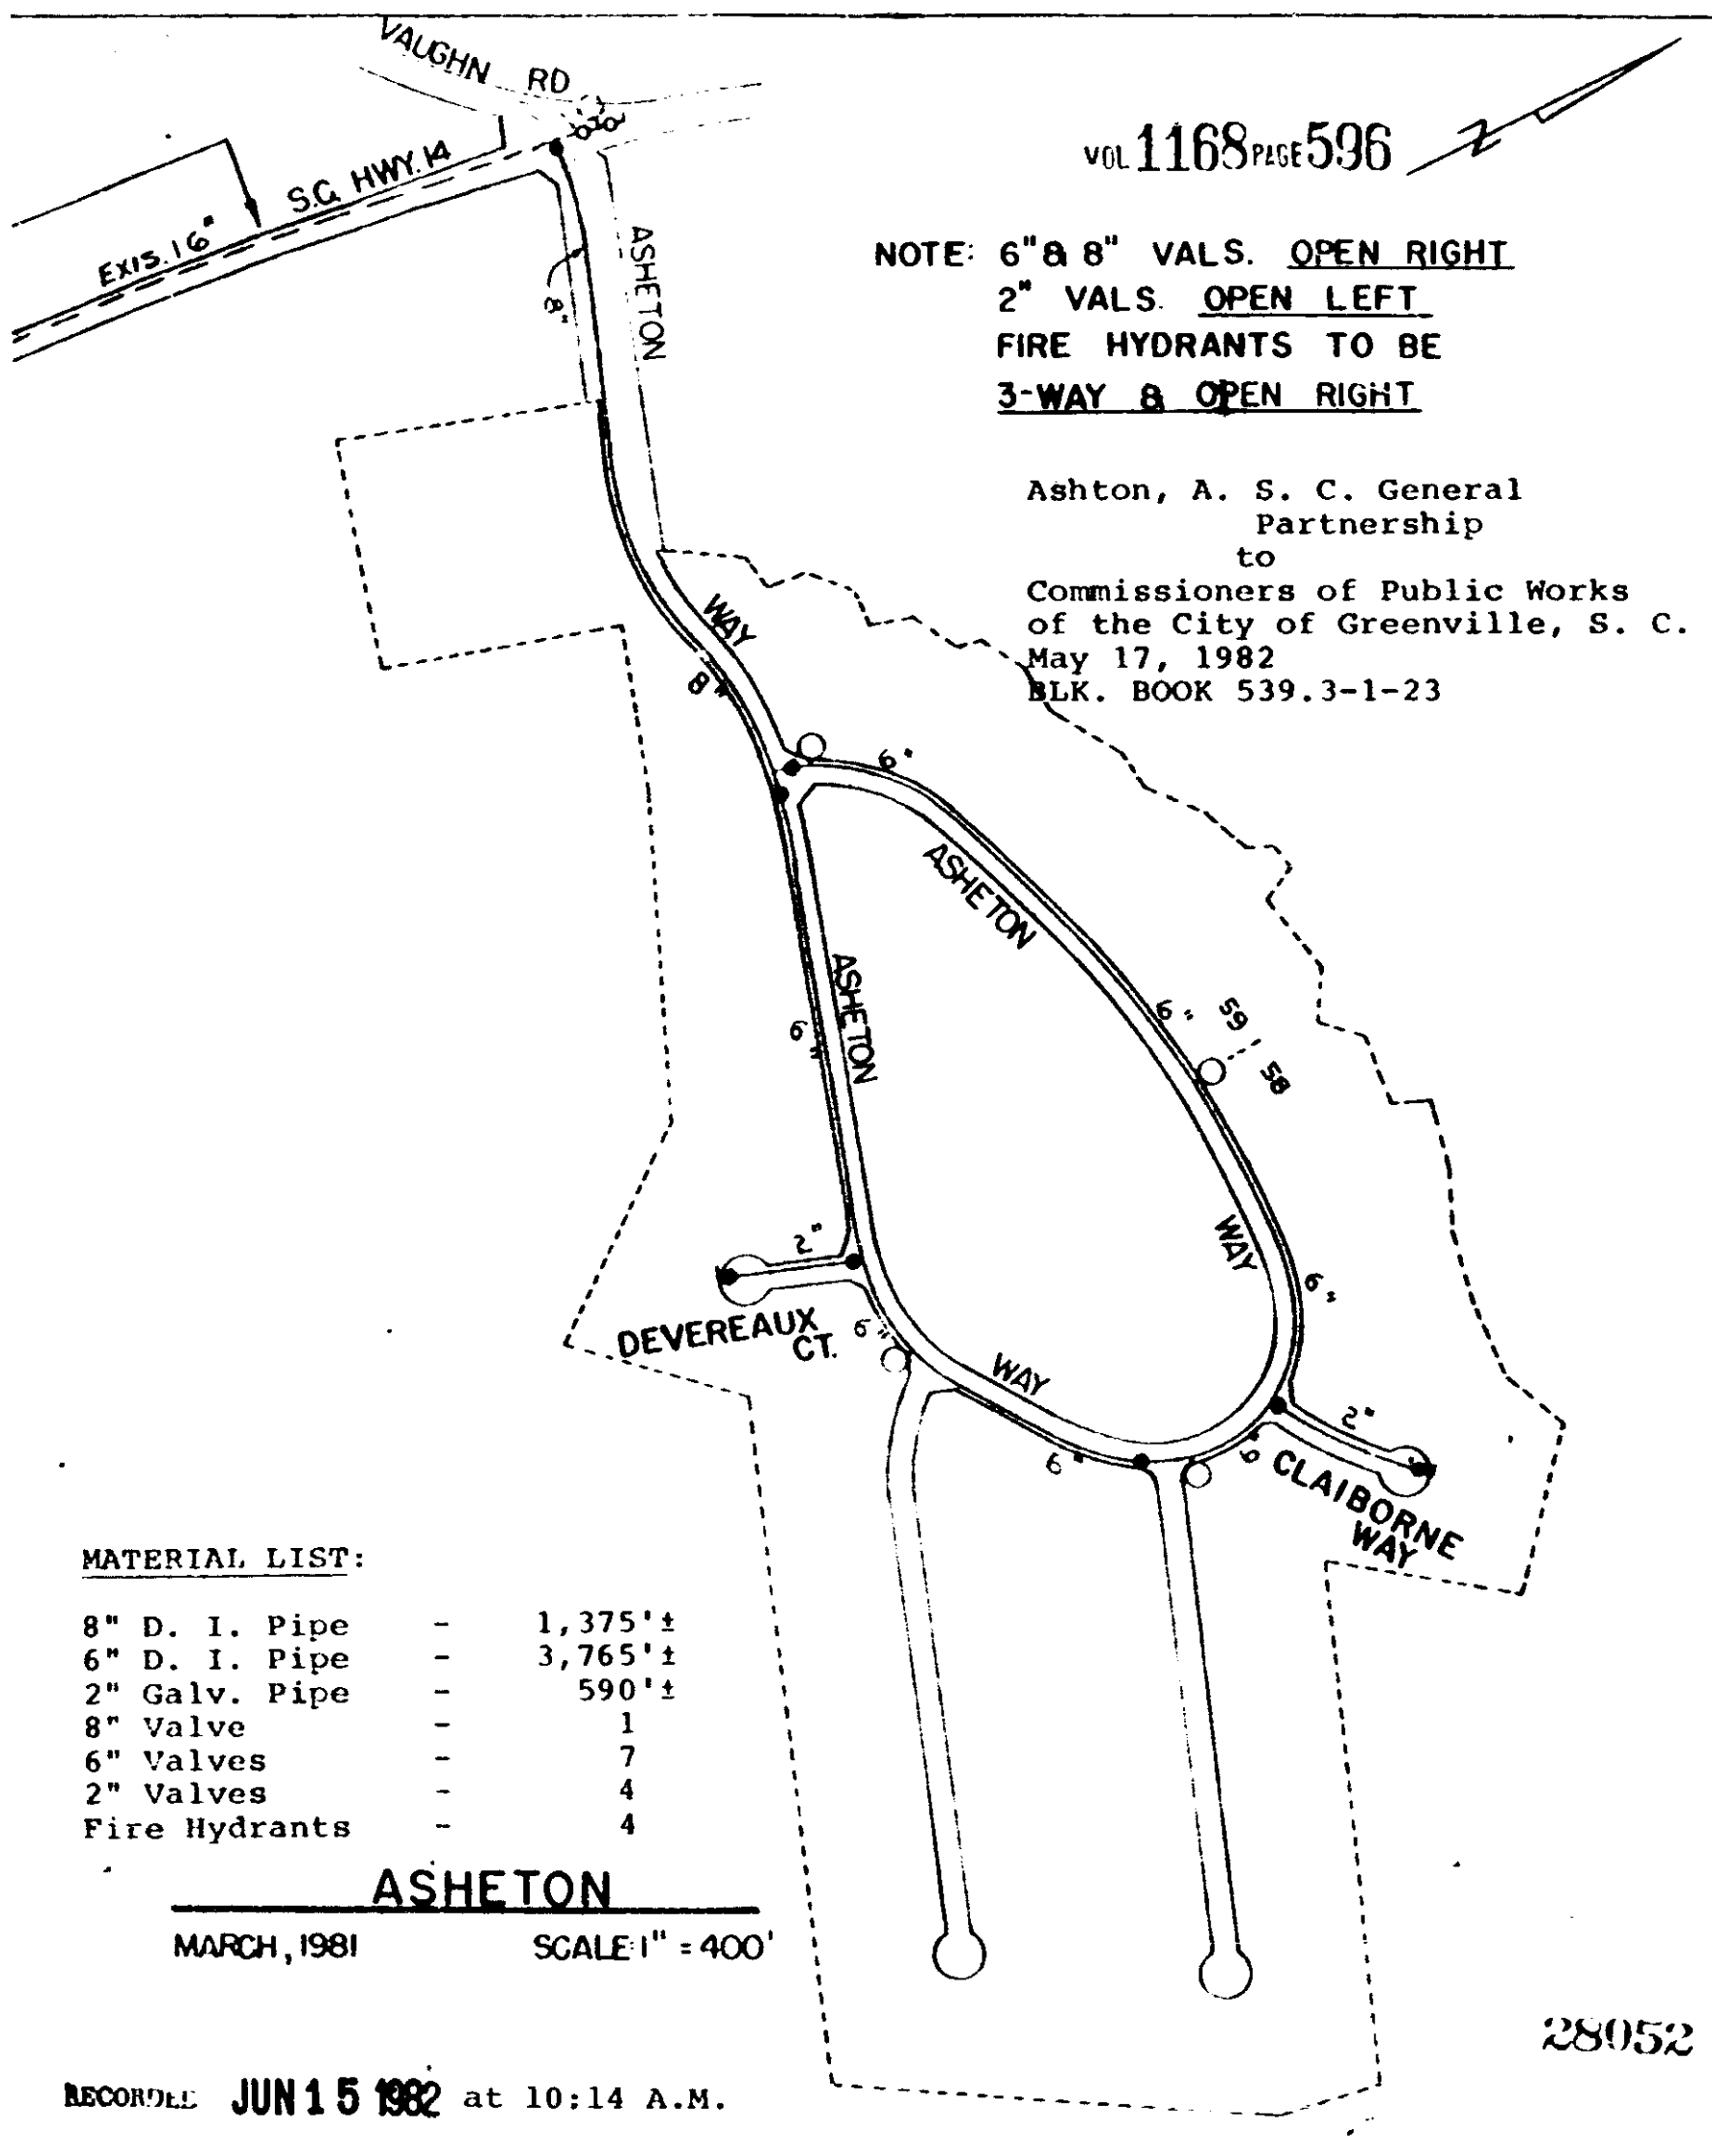 VAUGHN RD
VOL 1168 PAGE 596
S.C. HWY. 14
EXIS. 16"
8"
ASHETON
NOTE: 6" & 8" VALS. OPEN RIGHT
2" VALS. OPEN LEFT
FIRE HYDRANTS TO BE
3-WAY & OPEN RIGHT
Ashton, A. S. C. General
Partnership
to
Commissioners of Public Works
of the City of Greenville, S. C.
May 17, 1982
BLK. BOOK 539.3-1-23
WAY
8"
6"
ASHETON
ASHETON
6"
6"
59
58
WAY
6"
2"
DEVEREAUX
CT.
6"
WAY
6"
6"
2"
CLAIBORNE
WAY
MATERIAL LIST:
8" D. I. Pipe - 1,375'±
6" D. I. Pipe - 3,765'±
2" Galv. Pipe - 590'±
8" Valve - 1
6" Valves - 7
2" Valves - 4
Fire Hydrants - 4
ASHETON
MARCH, 1981 SCALE: 1" = 400'
28052
RECORDED JUN 15 1982 at 10:14 A.M.